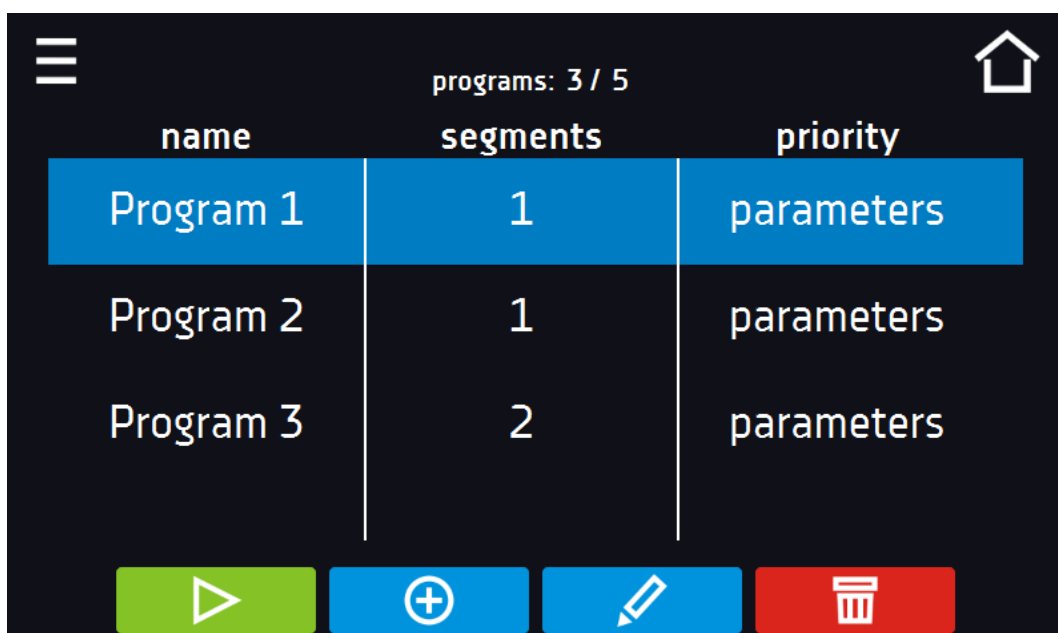 programs: 3 / 5
name segments priority
Program 1 1 parameters
Program 2 1 parameters
Program 3 2 parameters